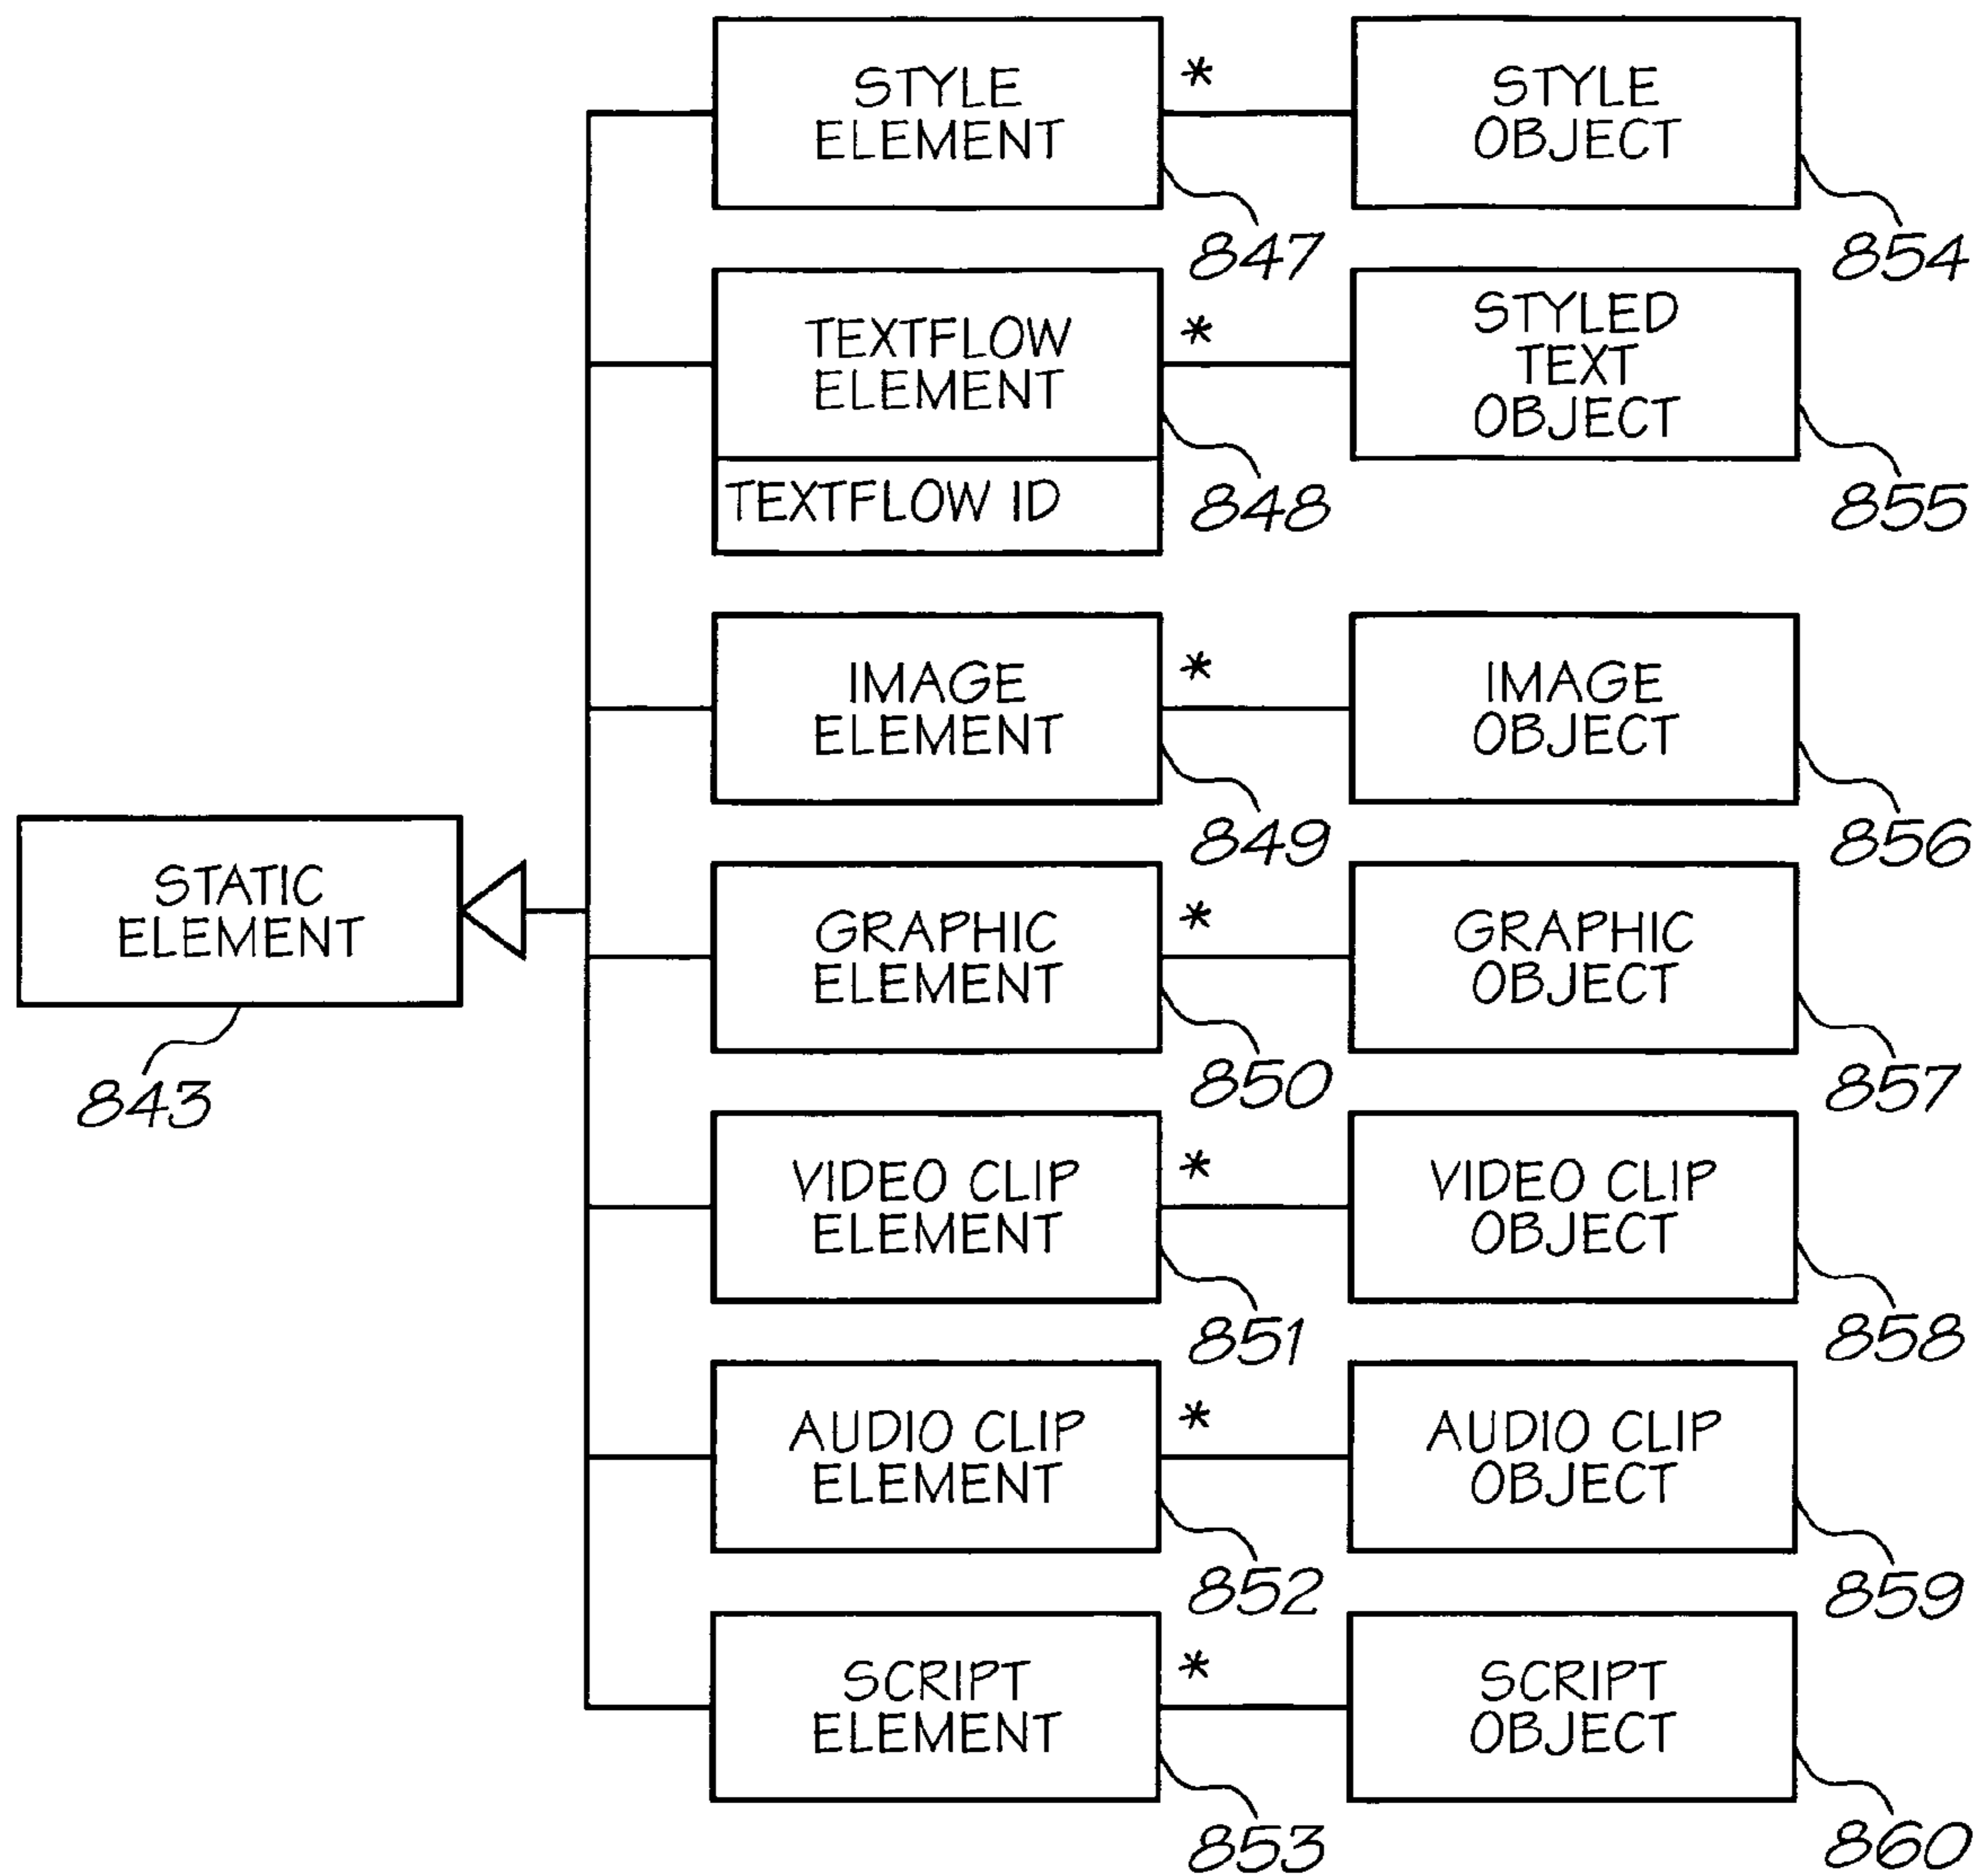 STYLE
ELEMENT
*
STYLE
OBJECT
847
854
TEXTFLOW
ELEMENT
TEXTFLOW ID
*
STYLED
TEXT
OBJECT
848
855
IMAGE
ELEMENT
*
IMAGE
OBJECT
849
856
STATIC
ELEMENT
843
GRAPHIC
ELEMENT
*
GRAPHIC
OBJECT
850
857
VIDEO CLIP
ELEMENT
*
VIDEO CLIP
OBJECT
851
858
AUDIO CLIP
ELEMENT
*
AUDIO CLIP
OBJECT
852
859
SCRIPT
ELEMENT
*
SCRIPT
OBJECT
853
860